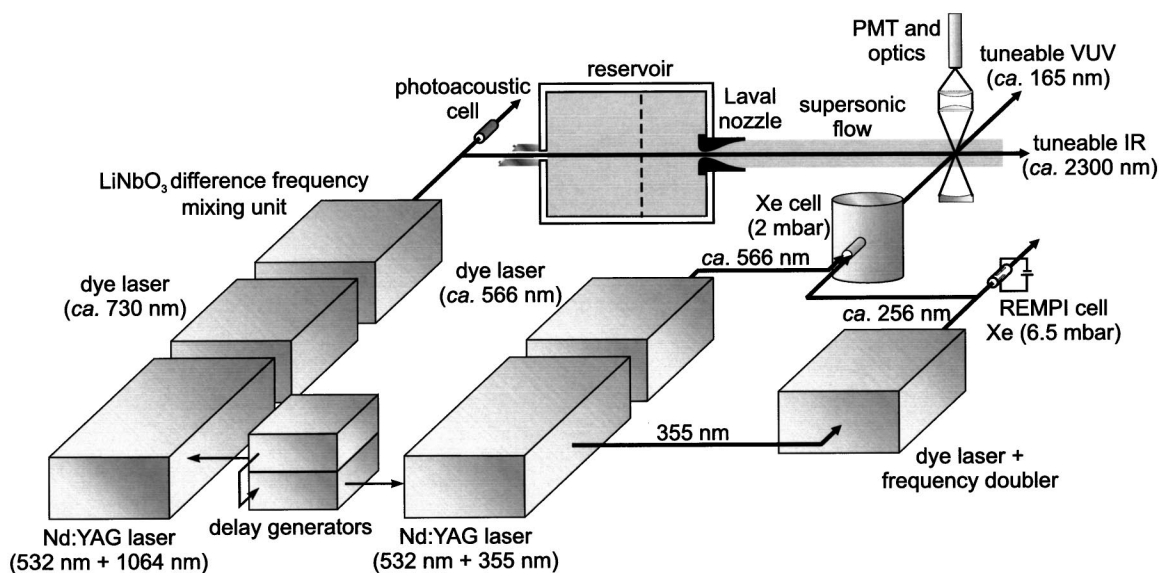 PMT and
optics
tuneable VUV
(ca. 165 nm)
reservoir
photoacoustic
cell
Laval
nozzle
supersonic
flow
tuneable IR
(ca. 2300 nm)
LiNbO₃ difference frequency
mixing unit
Xe cell
(2 mbar)
ca. 566 nm
dye laser
(ca. 730 nm)
dye laser
(ca. 566 nm)
ca. 256 nm
REMPI cell
Xe (6.5 mbar)
355 nm
dye laser +
frequency doubler
delay generators
Nd:YAG laser
(532 nm + 1064 nm)
Nd:YAG laser
(532 nm + 355 nm)